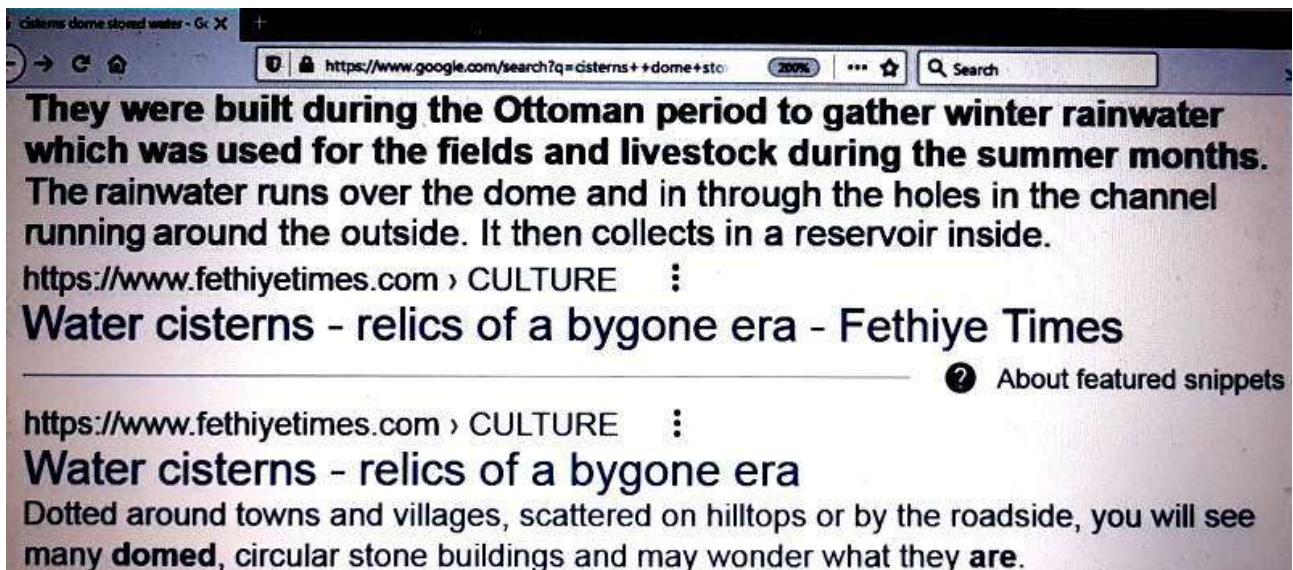 cisterns dome stored water - Gc X
https://www.google.com/search?q=cisterns++dome+sto
200%
Search
They were built during the Ottoman period to gather winter rainwater
which was used for the fields and livestock during the summer months.
The rainwater runs over the dome and in through the holes in the channel
running around the outside. It then collects in a reservoir inside.
https://www.fethiyetimes.com › CULTURE
Water cisterns - relics of a bygone era - Fethiye Times
? About featured snippets
https://www.fethiyetimes.com › CULTURE
Water cisterns - relics of a bygone era
Dotted around towns and villages, scattered on hilltops or by the roadside, you will see
many domed, circular stone buildings and may wonder what they are.